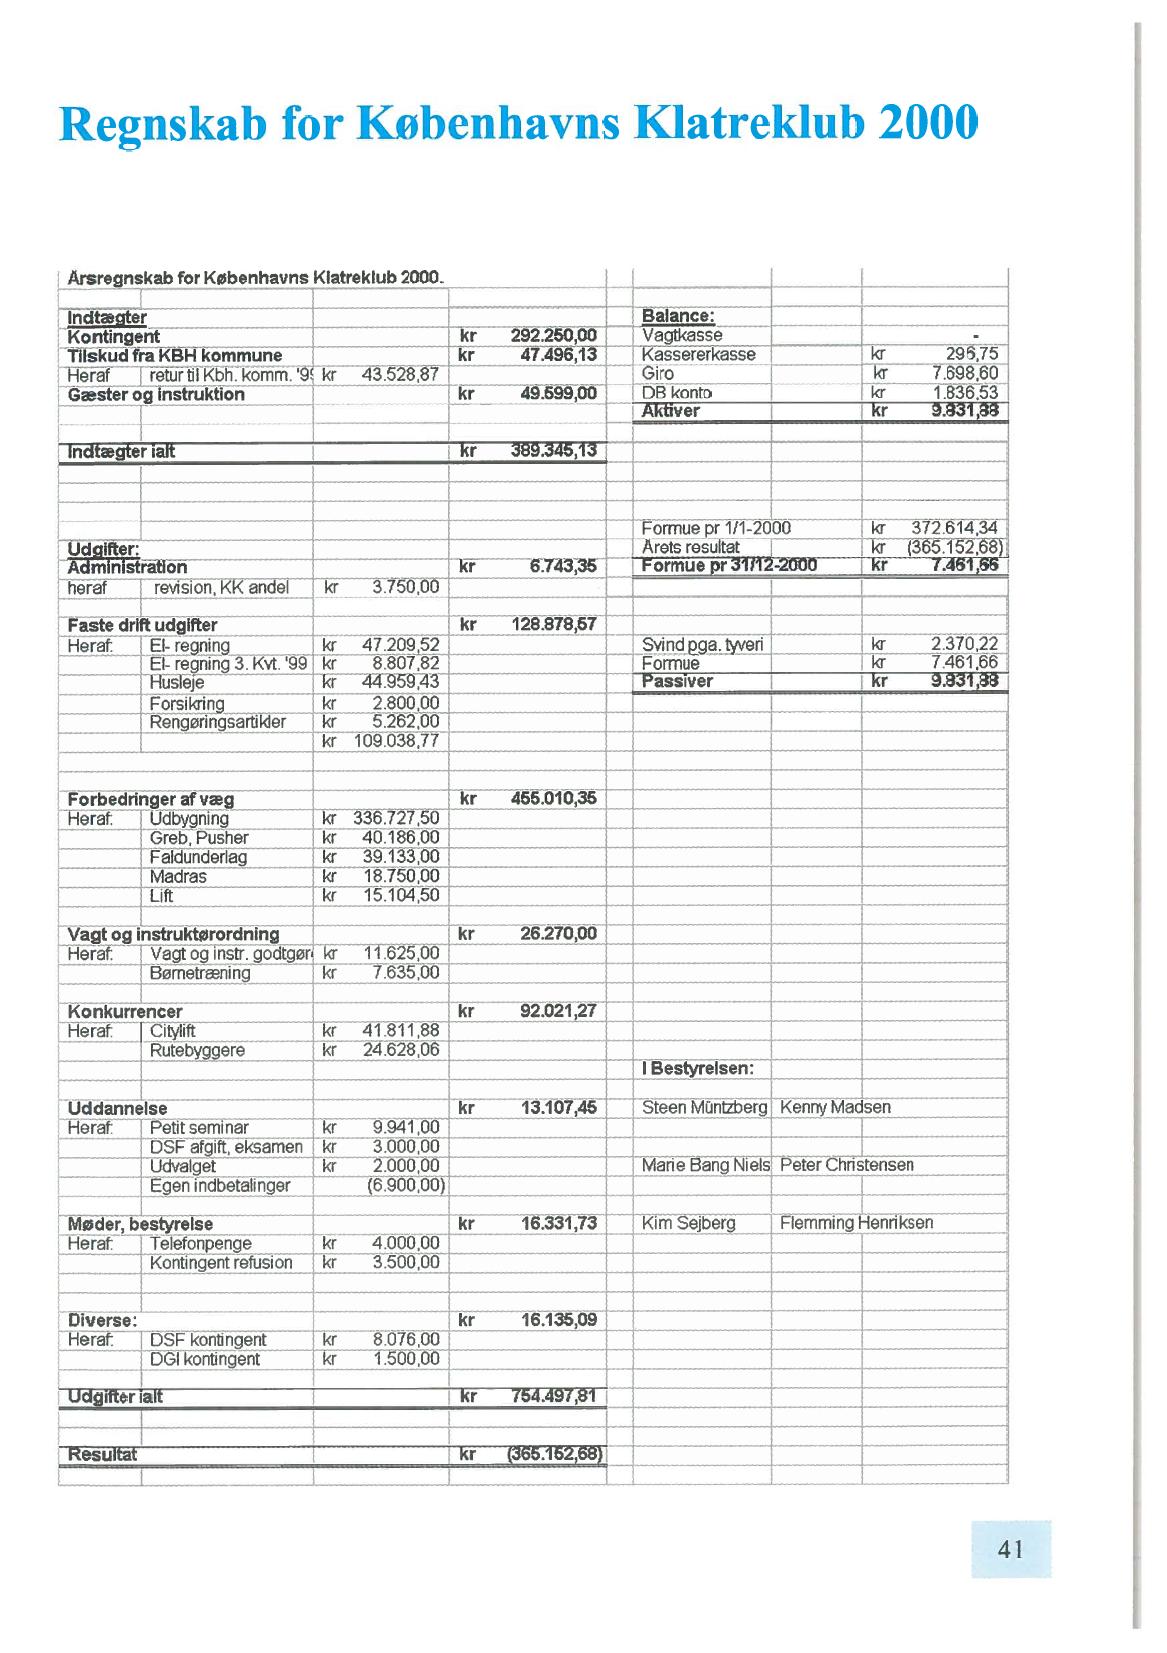 Regnskab for Københavns Klatreklub 2000
Årsregnskab for Københavns Klatreklub 2000.
Indtægter
Kontingent kr 292.250,00
Tilskud fra KBH kommune kr 47.496,13
Heraf retur til Kbh. komm. '99 kr 43.528,87
Gæster og instruktion kr 49.599,00
Indtægter ialt kr 389.345,13
Udgifter:
Administration kr 6.743,35
heraf revision, KK andel kr 3.750,00
Faste drift udgifter kr 128.878,57
Heraf: El- regning kr 47.209,52
El- regning 3. Kvt. '99 kr 8.807,82
Husleje kr 44.959,43
Forsikring kr 2.800,00
Rengøringsartikler kr 5.262,00
kr 109.038,77
Forbedringer af væg kr 455.010,35
Heraf: Udbygning kr 336.727,50
Greb, Pusher kr 40.186,00
Faldunderlag kr 39.133,00
Madras kr 18.750,00
Lift kr 15.104,50
Vagt og instruktørordning kr 26.270,00
Heraf: Vagt og instr. godtgør kr 11.625,00
Børnetræning kr 7.635,00
Konkurrencer kr 92.021,27
Heraf: Citylift kr 41.811,88
Rutebyggere kr 24.628,06
Uddannelse kr 13.107,45
Heraf: Petit seminar kr 9.941,00
DSF afgift, eksamen kr 3.000,00
Udvalget kr 2.000,00
Egen indbetalinger (6.900,00)
Møder, bestyrelse kr 16.331,73
Heraf: Telefonpenge kr 4.000,00
Kontingent refusion kr 3.500,00
Diverse: kr 16.135,09
Heraf: DSF kontingent kr 8.076,00
DGI kontingent kr 1.500,00
Udgifter ialt kr 754.497,81
Resultat kr (365.152,68)
Balance:
Vagtkasse -
Kassererkasse kr 296,75
Giro kr 7.698,60
DB konto kr 1.836,53
Aktiver kr 9.831,88
Formue pr 1/1-2000 kr 372.614,34
Årets resultat kr (365.152,68)
Formue pr 31/12-2000 kr 7.461,66
Svind pga. tyveri kr 2.370,22
Formue kr 7.461,66
Passiver kr 9.831,88
I Bestyrelsen:
Steen Müntzberg Kenny Madsen
Marie Bang Niels Peter Christensen
Kim Sejberg Flemming Henriksen
41